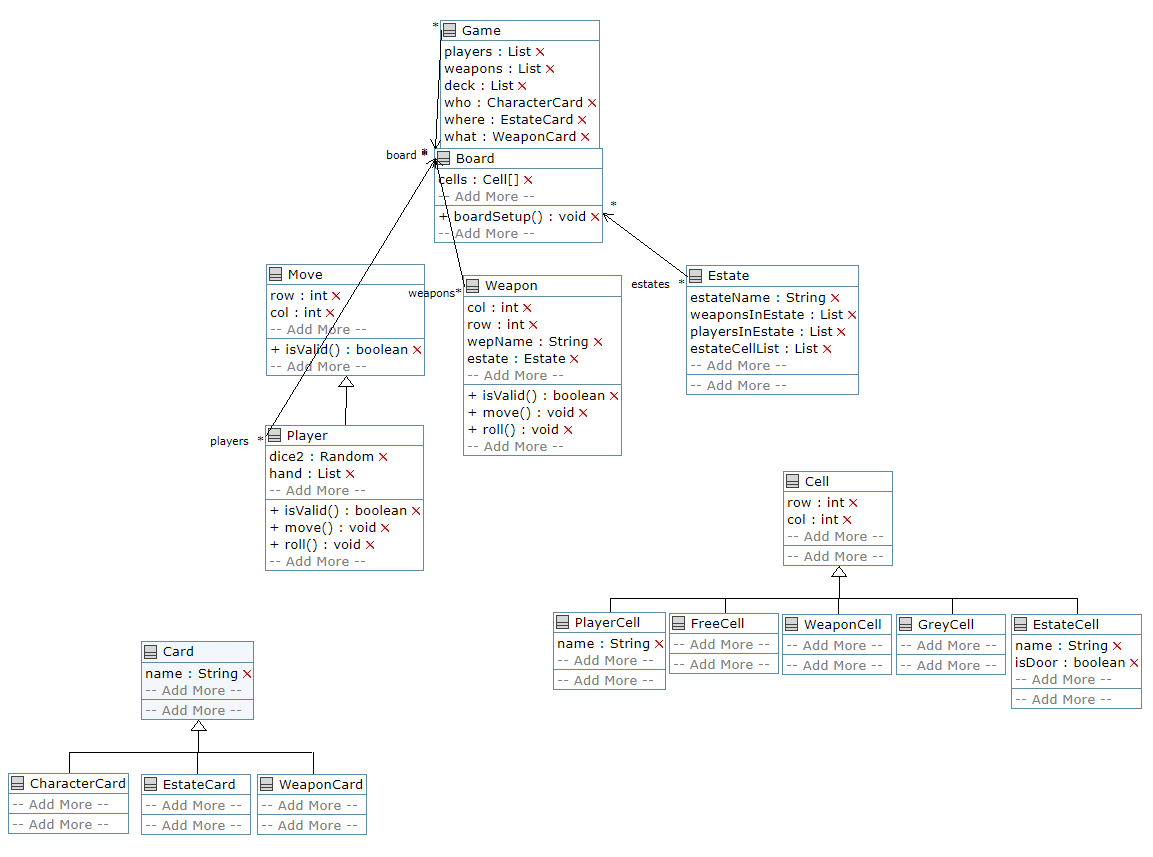 *
Game
players : List ×
weapons : List ×
deck : List ×
who : CharacterCard ×
where : EstateCard ×
what : WeaponCard ×
board *
Board
cells : Cell[] ×
-- Add More --
+ boardSetup() : void ×
-- Add More --
*
Move
row : int ×
col : int ×
-- Add More --
+ isValid() : boolean ×
-- Add More --
weapons *
Weapon
col : int ×
row : int ×
wepName : String ×
estate : Estate ×
-- Add More --
+ isValid() : boolean ×
+ move() : void ×
+ roll() : void ×
-- Add More --
estates *
Estate
estateName : String ×
weaponsInEstate : List ×
playersInEstate : List ×
estateCellList : List ×
-- Add More --
-- Add More --
players *
Player
dice2 : Random ×
hand : List ×
-- Add More --
+ isValid() : boolean ×
+ move() : void ×
+ roll() : void ×
-- Add More --
Cell
row : int ×
col : int ×
-- Add More --
-- Add More --
PlayerCell
name : String ×
-- Add More --
-- Add More --
FreeCell
-- Add More --
-- Add More --
WeaponCell
-- Add More --
-- Add More --
GreyCell
-- Add More --
-- Add More --
EstateCell
name : String ×
isDoor : boolean ×
-- Add More --
-- Add More --
Card
name : String ×
-- Add More --
-- Add More --
CharacterCard
-- Add More --
-- Add More --
EstateCard
-- Add More --
-- Add More --
WeaponCard
-- Add More --
-- Add More --